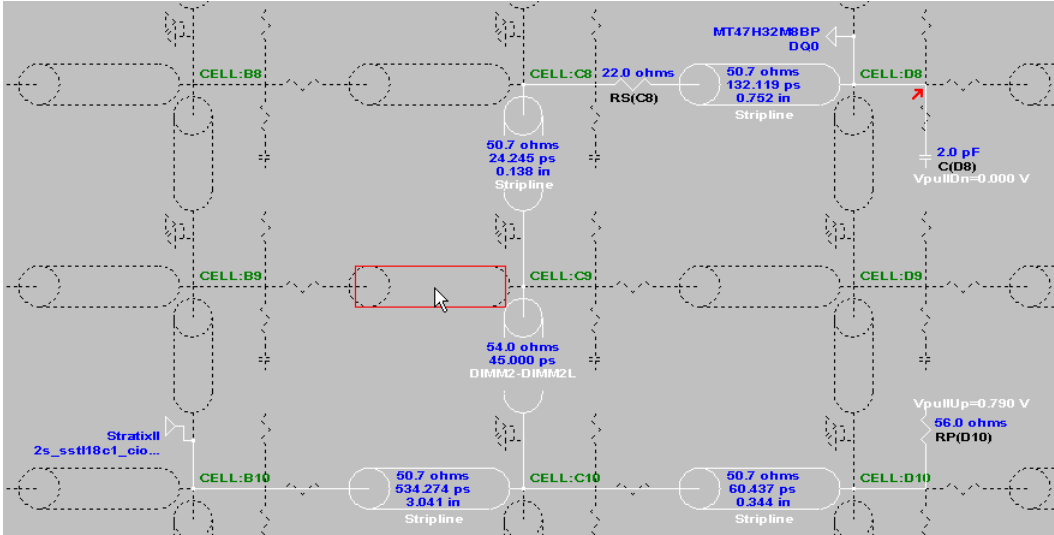 MT47H32M8BP
DQ0
CELL:B8
CELL:C8
22.0 ohms
RS(C8)
50.7 ohms
132.119 ps
0.752 in
Stripline
CELL:D8
50.7 ohms
24.245 ps
0.138 in
Stripline
2.0 pF
C(D8)
VpullDn=0.000 V
CELL:B9
CELL:C9
CELL:D9
54.0 ohms
45.000 ps
DIMM2-DIMM2L
VpullUp=0.790 V
56.0 ohms
RP(D10)
StratixII
2s_sstl18c1_cio...
CELL:B10
50.7 ohms
534.274 ps
3.041 in
Stripline
CELL:C10
50.7 ohms
60.437 ps
0.344 in
Stripline
CELL:D10